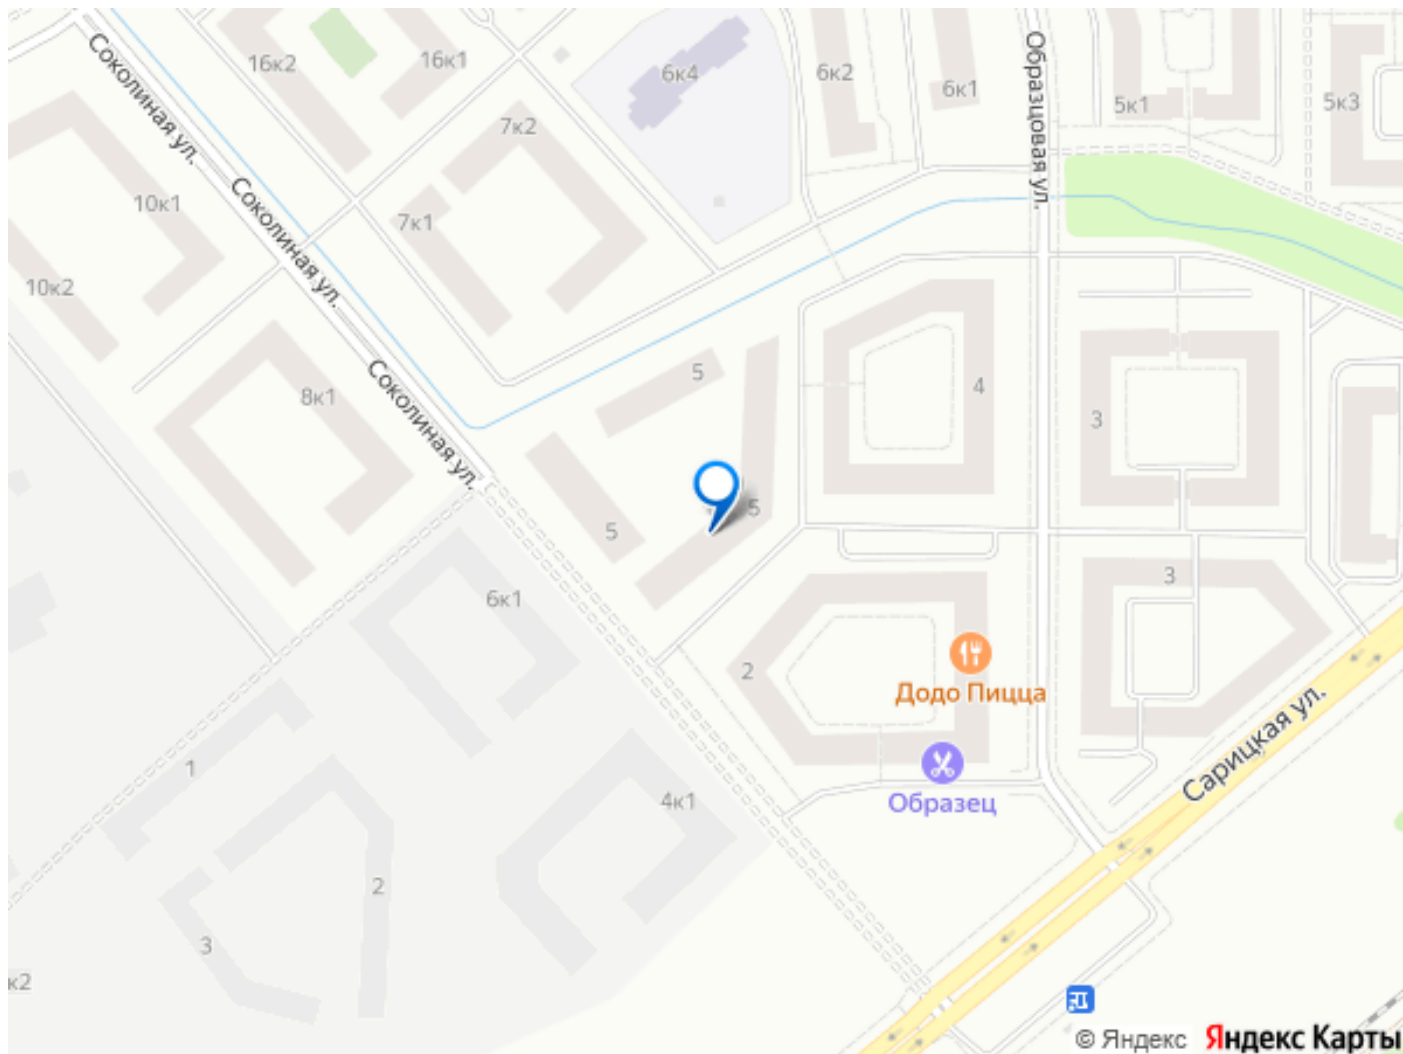 Соколиная ул.
16к2
16к1
6к4
6к2
6к1
Образцовая ул.
5к1
5к3
7к2
7к1
10к1
Соколиная ул.
10к2
8к1
Соколиная ул.
5
4
3
5
5
6к1
2
3
Додо Пицца
Сарицкая ул.
Образец
1
4к1
2
3
к2
© Яндекс Яндекс Карты